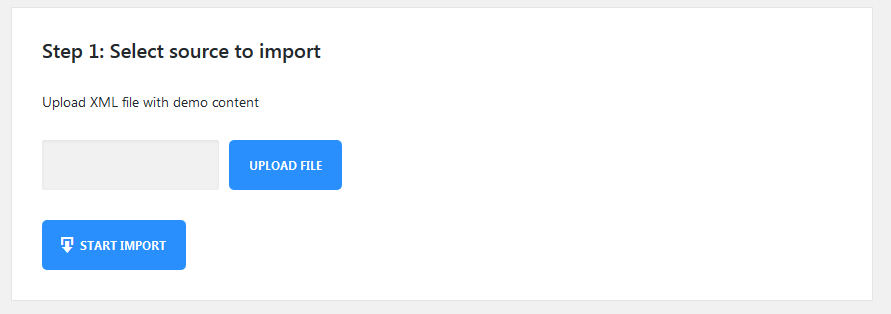 Step 1: Select source to import
Upload XML file with demo content
UPLOAD FILE
START IMPORT